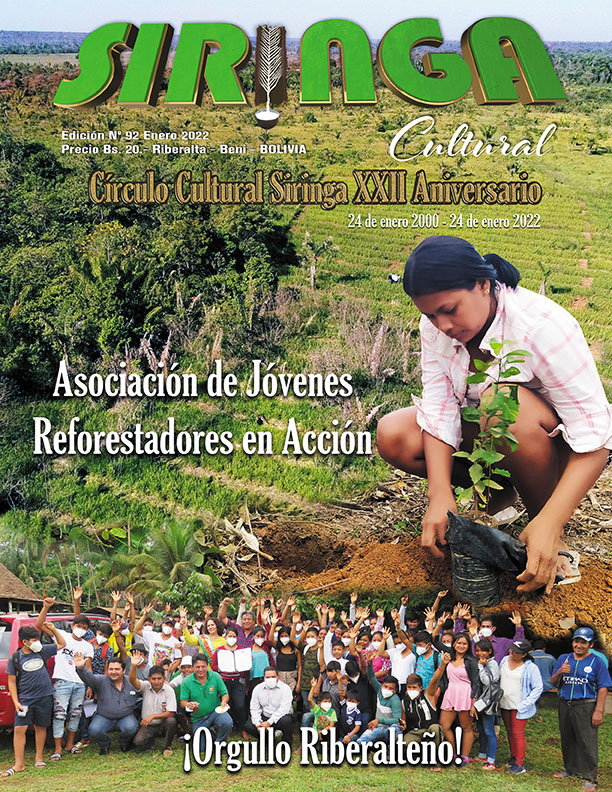 SIRINGA
Cultural
Edición Nº 92 Enero 2022
Precio Bs. 20.- Riberalta - Beni - BOLIVIA
Círculo Cultural Siringa XXII Aniversario
24 de enero 2000 - 24 de enero 2022
Asociación de Jóvenes
Reforestadores en Acción
¡Orgullo Riberalteño!